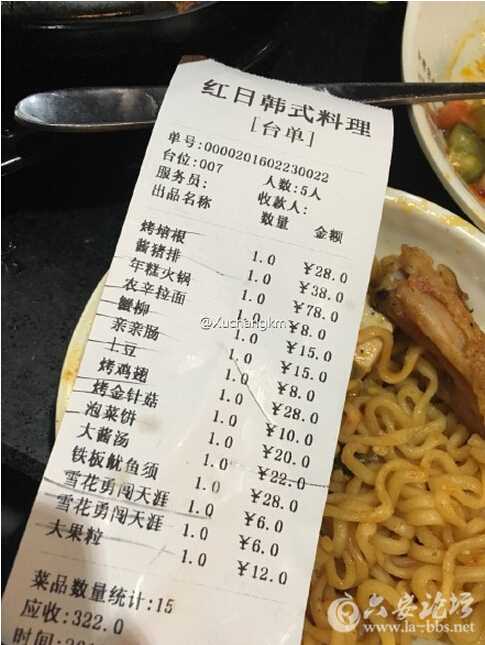 红日韩式料理
[台单]
单号:0000201602230022
台位:007 人数:5人
服务员: 收款人:
出品名称 数量 金额
烤培根 1.0 ¥28.0
酱猪排 1.0 ¥38.0
年糕火锅 1.0 ¥78.0
农辛拉面 1.0 ¥8.0
蟹柳 1.0 ¥15.0
亲亲肠 1.0 ¥15.0
土豆 1.0 ¥8.0
烤鸡翅 1.0 ¥28.0
烤金针菇 1.0 ¥10.0
泡菜饼 1.0 ¥20.0
大酱汤 1.0 ¥22.0
铁板鱿鱼须 1.0 ¥28.0
雪花勇闯天涯 1.0 ¥6.0
雪花勇闯天涯 1.0 ¥6.0
大果粒 1.0 ¥12.0
菜品数量统计:15
应收:322.0
@Xuchangkm
六安论坛
www.la-bbs.net